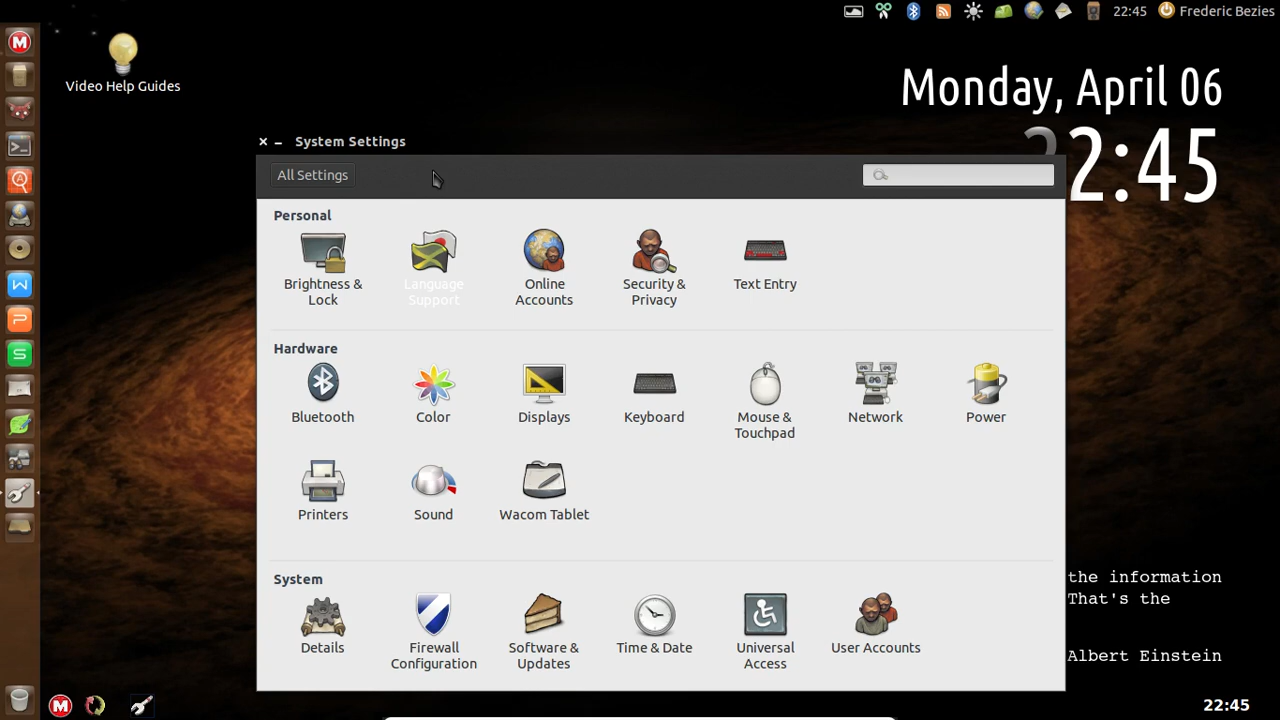 22:45 Frederic Bezies
Video Help Guides
Monday, April 06
22:45
System Settings
All Settings
Personal
Brightness &
Lock
Language
Support
Online
Accounts
Security &
Privacy
Text Entry
Hardware
Bluetooth
Color
Displays
Keyboard
Mouse &
Touchpad
Network
Power
Printers
Sound
Wacom Tablet
the information
That's the
Albert Einstein
System
Details
Firewall
Configuration
Software &
Updates
Time & Date
Universal
Access
User Accounts
22:45